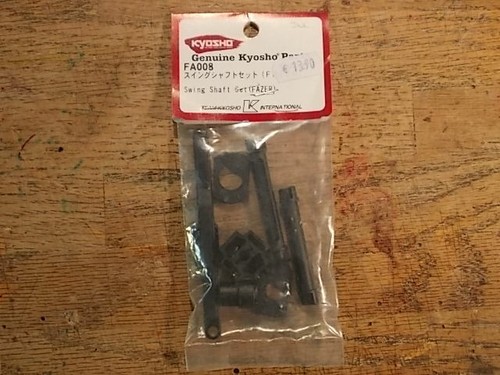 KYOSHO
Genuine Kyosho
FA008
スイングシャフトセット (F
€ 13,90
Swing Shaft Set(FAZER)
KYOSHO K INTERNATIONAL